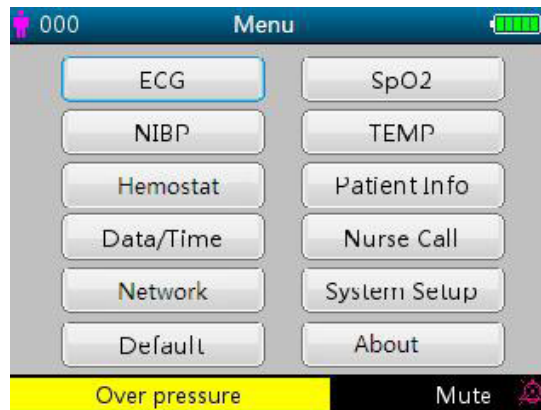 000 Menu
ECG SpO2
NIBP TEMP
Hemostat Patient Info
Data/Time Nurse Call
Network System Setup
Default About
Over pressure Mute